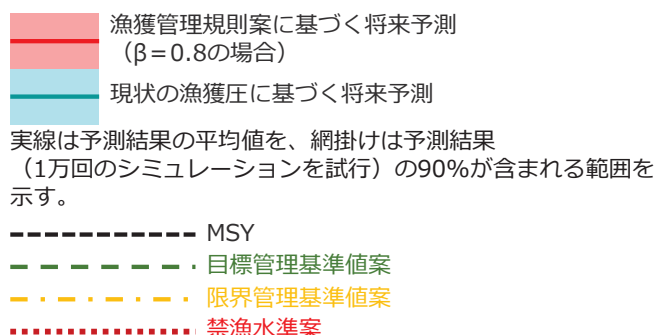 漁獲管理規則案に基づく将来予測
（β＝0.8の場合）
現状の漁獲圧に基づく将来予測
実線は予測結果の平均値を、網掛けは予測結果
（1万回のシミュレーションを試行）の90%が含まれる範囲を
示す。
MSY
目標管理基準値案
限界管理基準値案
禁漁水準案